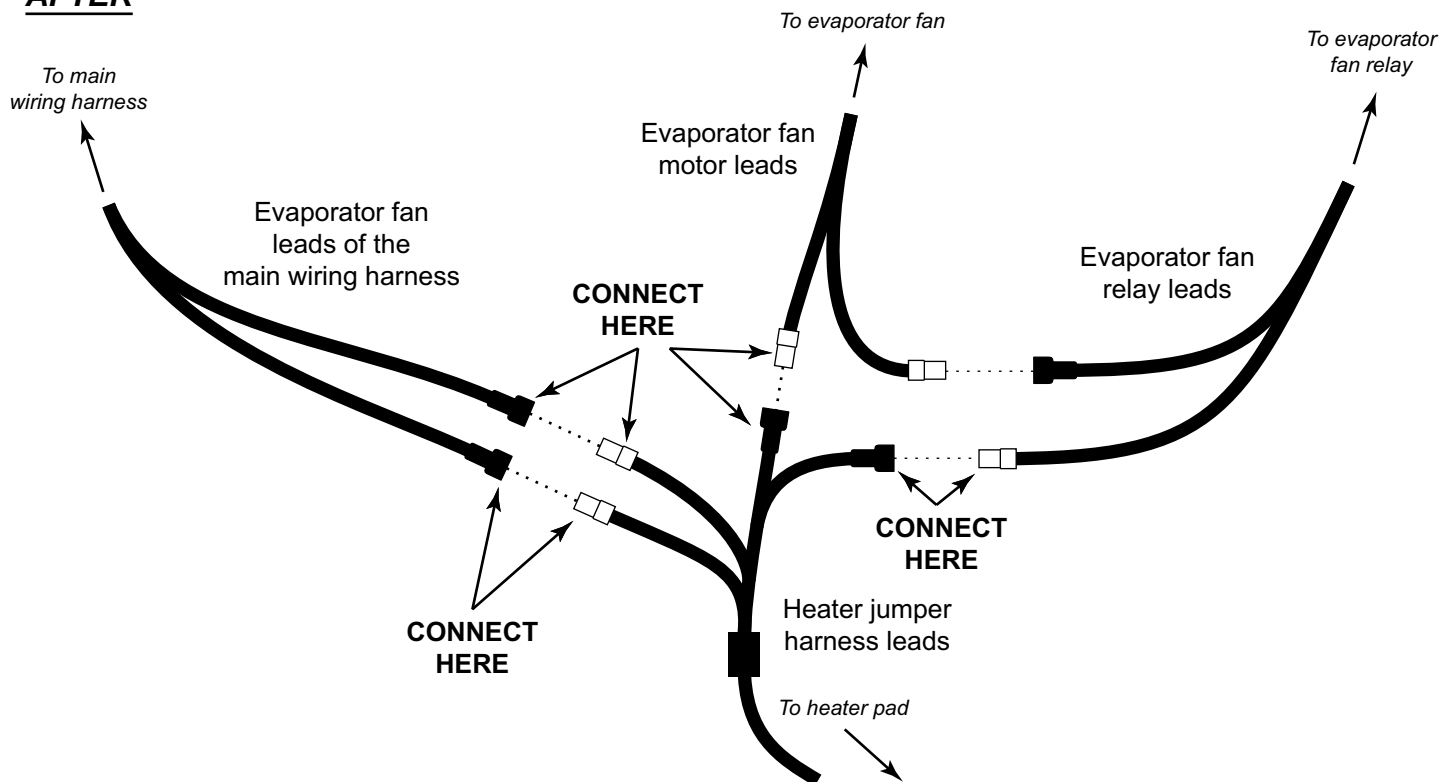 AFTER
To evaporator fan
To evaporator
fan relay
To main
wiring harness
Evaporator fan
motor leads
Evaporator fan
leads of the
main wiring harness
Evaporator fan
relay leads
CONNECT
HERE
CONNECT
HERE
Heater jumper
harness leads
CONNECT
HERE
To heater pad